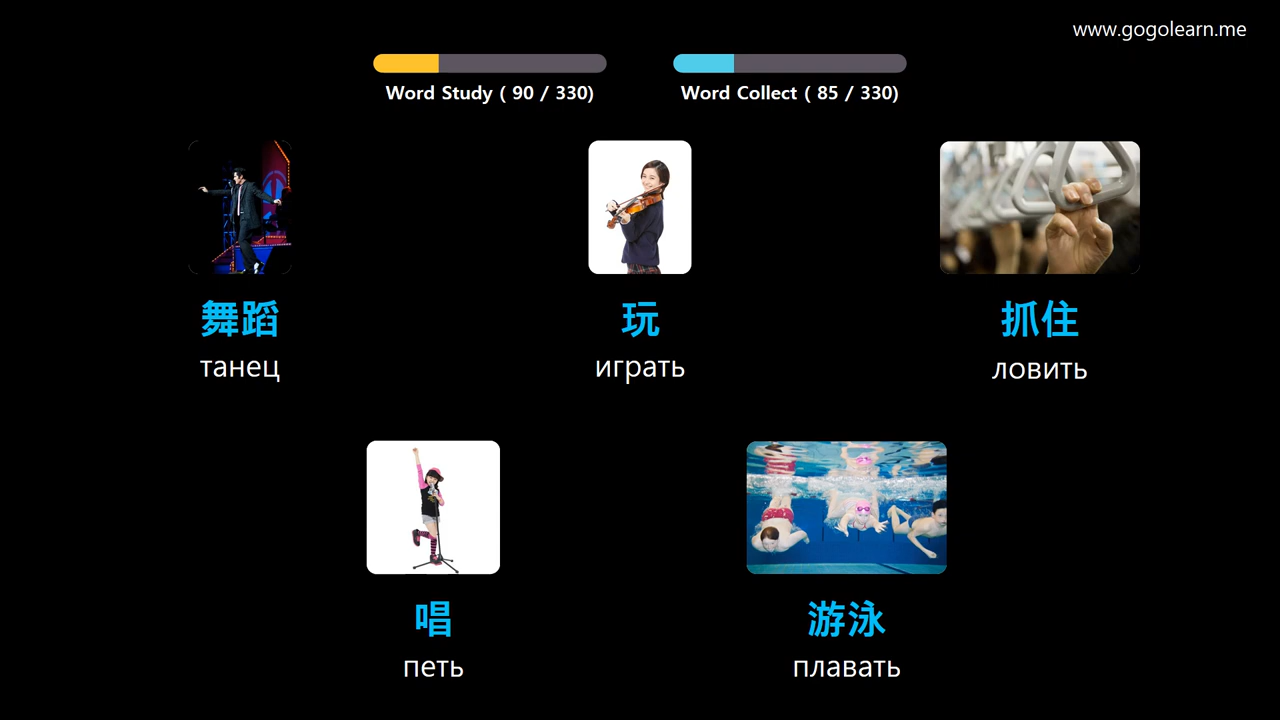 www.gogolearn.me
Word Study ( 90 / 330)
Word Collect ( 85 / 330)
舞蹈
танец
玩
играть
抓住
ловить
唱
петь
游泳
плавать